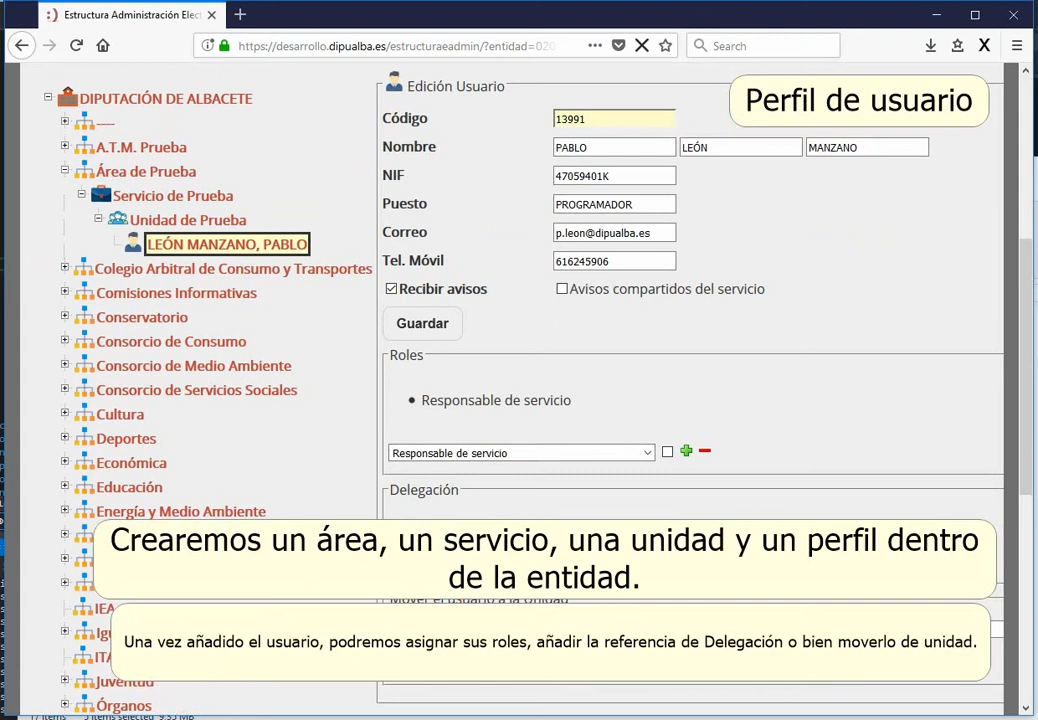 Estructura Administración Elect
https://desarrollo.dipualba.es/estructuraeadmin/?entidad=020
Search
DIPUTACIÓN DE ALBACETE
----
A.T.M. Prueba
Área de Prueba
Servicio de Prueba
Unidad de Prueba
LEÓN MANZANO, PABLO
Colegio Arbitral de Consumo y Transportes
Comisiones Informativas
Conservatorio
Consorcio de Consumo
Consorcio de Medio Ambiente
Consorcio de Servicios Sociales
Cultura
Deportes
Económica
Educación
Energía y Medio Ambiente
Juventud
Órganos
Edición Usuario
Perfil de usuario
Código 13991
Nombre PABLO LEÓN MANZANO
NIF 47059401K
Puesto PROGRAMADOR
Correo p.leon@dipualba.es
Tel. Móvil 616245906
Recibir avisos Avisos compartidos del servicio
Guardar
Roles
Responsable de servicio
Responsable de servicio
Delegación
Crearemos un área, un servicio, una unidad y un perfil dentro
de la entidad.
Mover el usuario a la Unidad
Una vez añadido el usuario, podremos asignar sus roles, añadir la referencia de Delegación o bien moverlo de unidad.